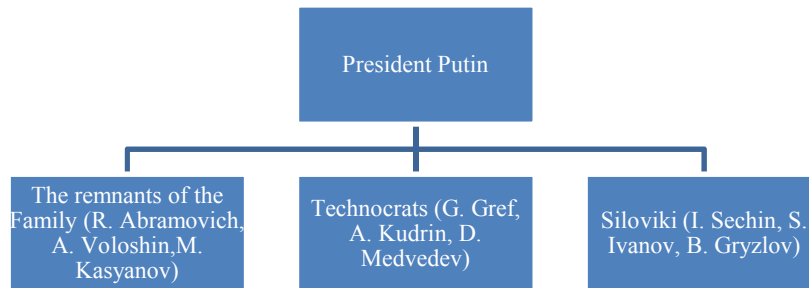 President Putin
The remnants of the
Family (R. Abramovich,
A. Voloshin,M.
Kasyanov)
Technocrats (G. Gref,
A. Kudrin, D.
Medvedev)
Siloviki (I. Sechin, S.
Ivanov, B. Gryzlov)